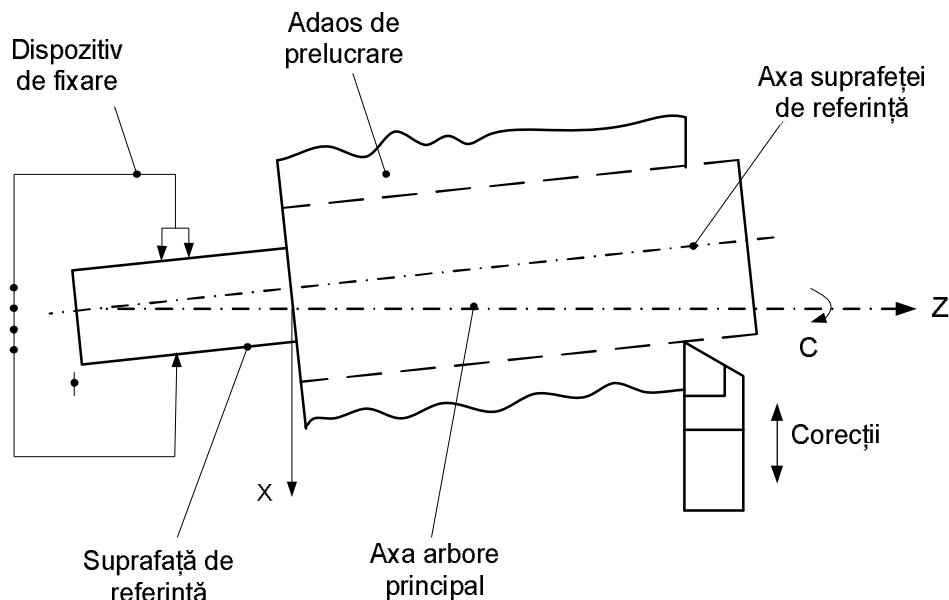 Adaos de
prelucrare
Dispozitiv
de fixare
Axa suprafeței
de referință
Z
C
Corecții
X
Suprafață de
referință
Axa arbore
principal